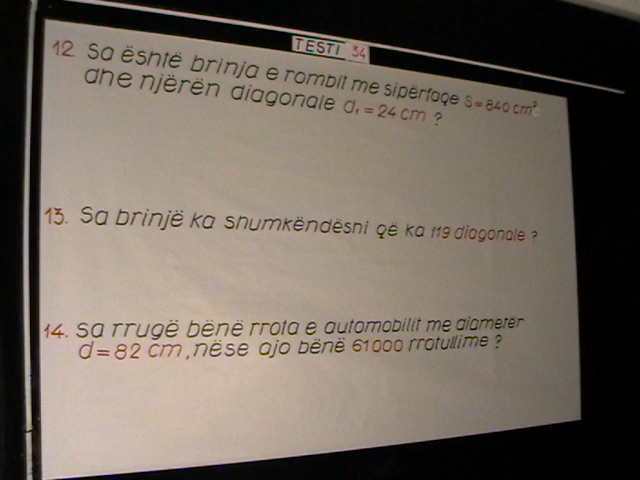 TESTI 34
12. Sa është brinja e rombit me sipërfaqe S=840 cm²
dhe njërën diagonale d₁ = 24 cm ?
13. Sa brinjë ka shumkëndësni që ka 119 diagonale ?
14. Sa rrugë bënë rrota e automobilit me diametër
d=82 cm, nëse ajo bënë 61000 rrotullime ?